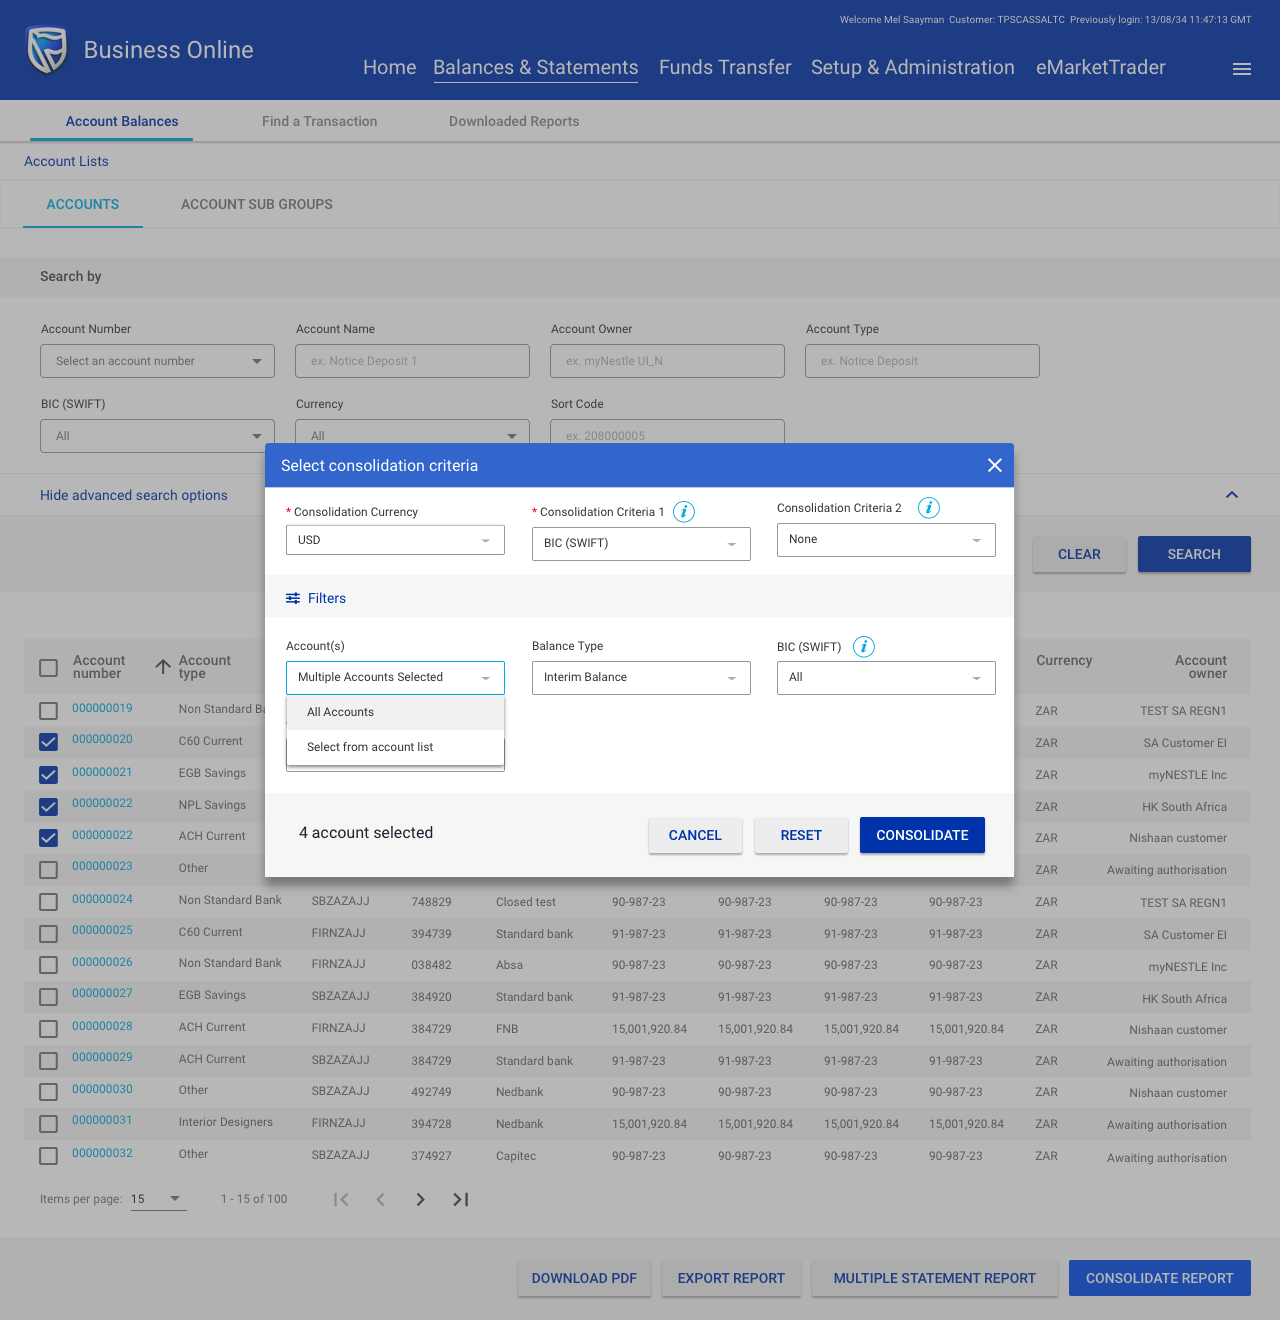 Welcome Mel Saayman  Customer: TPSCASSALTC  Previously login: 13/08/34 11:47:13 GMT
Business Online
Home  Balances & Statements  Funds Transfer  Setup & Administration  eMarketTrader
Account Balances  Find a Transaction  Downloaded Reports
Account Lists
ACCOUNTS  ACCOUNT SUB GROUPS
Search by
Account Number  Account Name  Account Owner  Account Type
Select an account number  ex. Notice Deposit 1  ex. myNestle UI_N  ex. Notice Deposit
BIC (SWIFT)  Currency  Sort Code
All  All  ex. 208000005
Hide advanced search options
CLEAR  SEARCH
Select consolidation criteria
* Consolidation Currency  * Consolidation Criteria 1 i  Consolidation Criteria 2 i
USD  BIC (SWIFT)  None
Filters
Account(s)  Balance Type  BIC (SWIFT) i
Multiple Accounts Selected  Interim Balance  All
All Accounts
Select from account list
4 account selected  CANCEL  RESET  CONSOLIDATE
Account number  Account type  Currency  Account owner
000000019  Non Standard Ba  ZAR  TEST SA REGN1
000000020  C60 Current  ZAR  SA Customer EI
000000021  EGB Savings  ZAR  myNESTLE Inc
000000022  NPL Savings  ZAR  HK South Africa
000000022  ACH Current  ZAR  Nishaan customer
000000023  Other  ZAR  Awaiting authorisation
000000024  Non Standard Bank  SBZAZAJJ  748829  Closed test  90-987-23  90-987-23  90-987-23  90-987-23  ZAR  TEST SA REGN1
000000025  C60 Current  FIRNZAJJ  394739  Standard bank  91-987-23  91-987-23  91-987-23  91-987-23  ZAR  SA Customer EI
000000026  Non Standard Bank  FIRNZAJJ  038482  Absa  90-987-23  90-987-23  90-987-23  90-987-23  ZAR  myNESTLE Inc
000000027  EGB Savings  SBZAZAJJ  384920  Standard bank  91-987-23  91-987-23  91-987-23  91-987-23  ZAR  HK South Africa
000000028  ACH Current  FIRNZAJJ  384729  FNB  15,001,920.84  15,001,920.84  15,001,920.84  15,001,920.84  ZAR  Nishaan customer
000000029  ACH Current  SBZAZAJJ  384729  Standard bank  91-987-23  91-987-23  91-987-23  91-987-23  ZAR  Awaiting authorisation
000000030  Other  SBZAZAJJ  492749  Nedbank  90-987-23  90-987-23  90-987-23  90-987-23  ZAR  Nishaan customer
000000031  Interior Designers  FIRNZAJJ  394728  Nedbank  15,001,920.84  15,001,920.84  15,001,920.84  15,001,920.84  ZAR  Awaiting authorisation
000000032  Other  SBZAZAJJ  374927  Capitec  90-987-23  90-987-23  90-987-23  90-987-23  ZAR  Awaiting authorisation
Items per page: 15  1 - 15 of 100
DOWNLOAD PDF  EXPORT REPORT  MULTIPLE STATEMENT REPORT  CONSOLIDATE REPORT